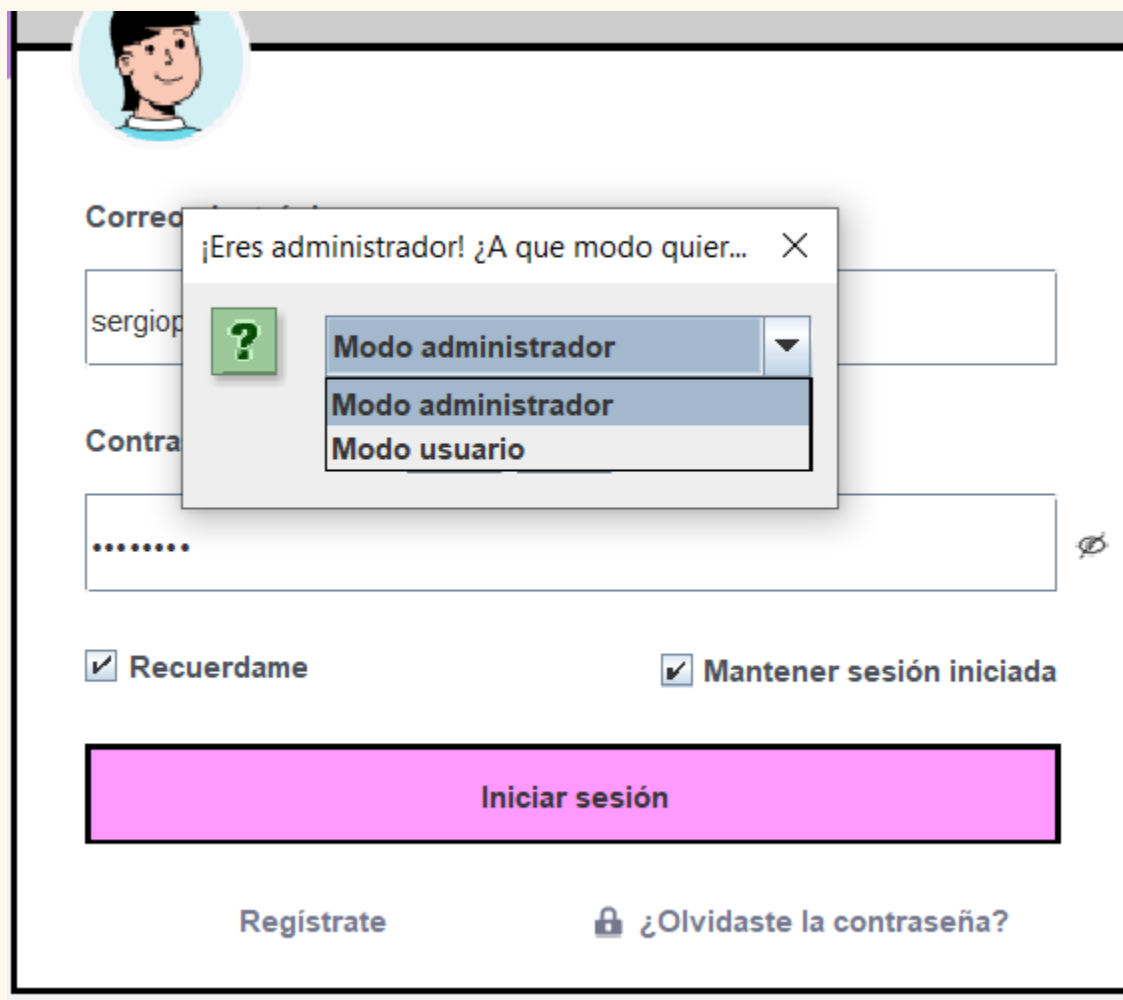 Correo
¡Eres administrador! ¿A que modo quier...
sergiop
?
Modo administrador
Modo administrador
Contra
Modo usuario
••••••••
Recuerdame
Mantener sesión iniciada
Iniciar sesión
Regístrate
¿Olvidaste la contraseña?